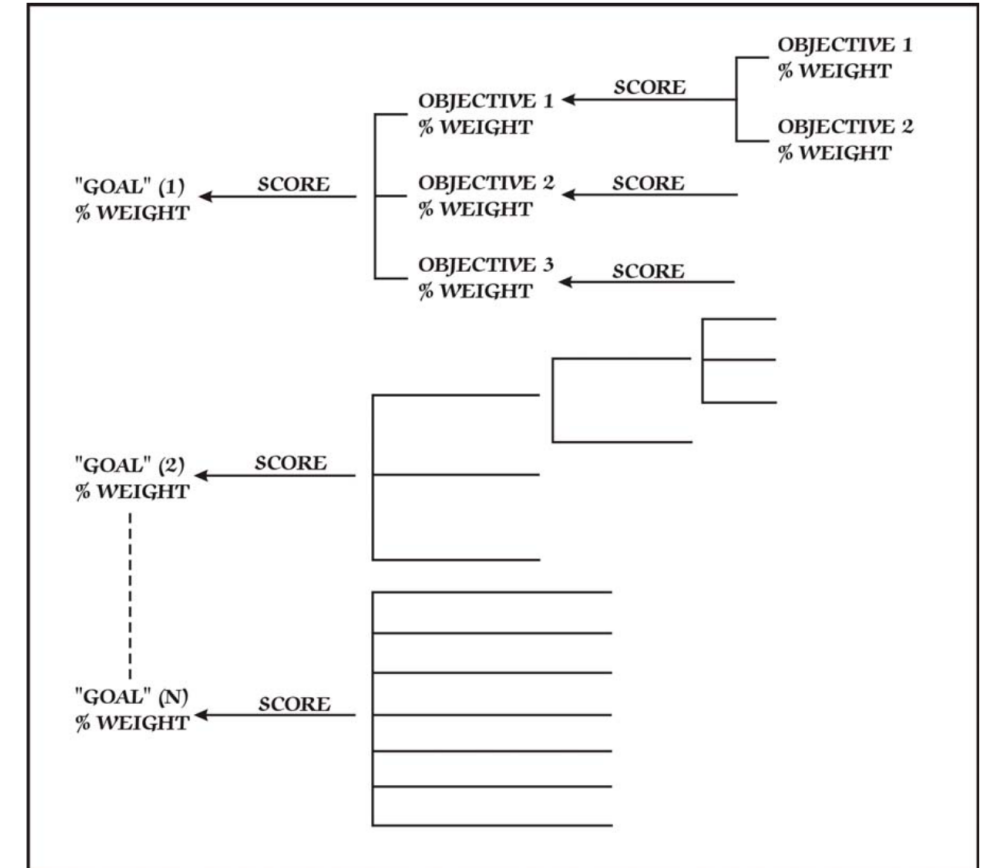 OBJECTIVE 1
% WEIGHT
SCORE
OBJECTIVE 1
% WEIGHT
OBJECTIVE 2
% WEIGHT
"GOAL" (1)
% WEIGHT
SCORE
OBJECTIVE 2
% WEIGHT
SCORE
OBJECTIVE 3
% WEIGHT
SCORE
"GOAL" (2)
% WEIGHT
SCORE
"GOAL" (N)
% WEIGHT
SCORE